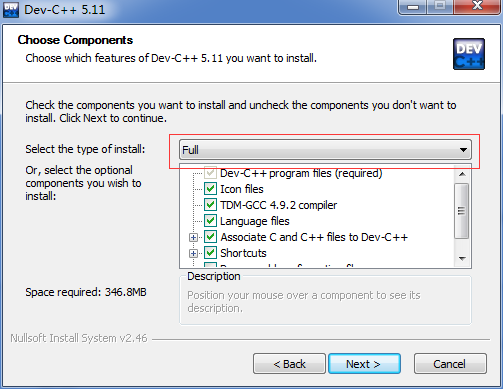 Dev-C++ 5.11
Choose Components
Choose which features of Dev-C++ 5.11 you want to install.
DEV
C++
Check the components you want to install and uncheck the components you don't want to
install. Click Next to continue.
Select the type of install:
Full
Or, select the optional
components you wish to
install:
Dev-C++ program files (required)
Icon files
TDM-GCC 4.9.2 compiler
Language files
Associate C and C++ files to Dev-C++
Shortcuts
Space required: 346.8MB
Description
Position your mouse over a component to see its
description.
Nullsoft Install System v2.46
< Back
Next >
Cancel